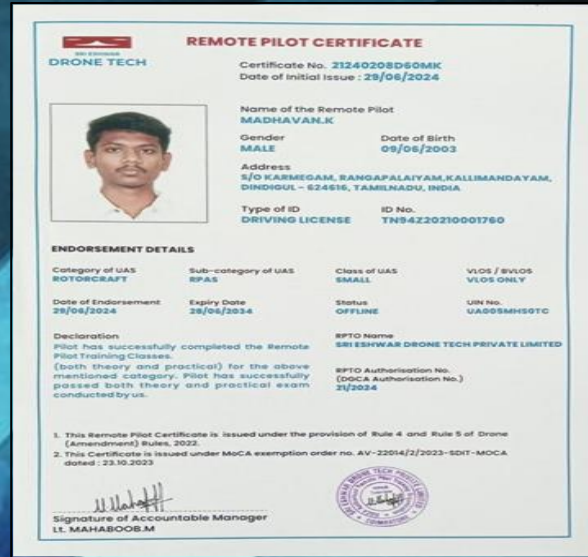 SRI ESHWAR
DRONE TECH
REMOTE PILOT CERTIFICATE
Certificate No. 21240208D60MK
Date of Initial Issue : 29/06/2024
Name of the Remote Pilot
MADHAVAN.K
Gender Date of Birth
MALE 09/06/2003
Address
S/O KARMEGAM, RANGAPALAIYAM,KALLIMANDAYAM,
DINDIGUL - 624616, TAMILNADU, INDIA
Type of ID ID No.
DRIVING LICENSE TN94Z20210001760
ENDORSEMENT DETAILS
Category of UAS Sub-category of UAS Class of UAS VLOS / BVLOS
ROTORCRAFT RPAS SMALL VLOS ONLY
Date of Endorsement Expiry Date Status UIN No.
29/06/2024 28/06/2034 OFFLINE UA005MHS0TC
Declaration
Pilot has successfully completed the Remote
Pilot Training Classes.
(both theory and practical) for the above
mentioned category. Pilot has successfully
passed both theory and practical exam
conducted by us.
RPTO Name
SRI ESHWAR DRONE TECH PRIVATE LIMITED
RPTO Authorisation No.
(DGCA Authorisation No.)
21/2024
1. This Remote Pilot Certificate is issued under the provision of Rule 4 and Rule 5 of Drone
(Amendment) Rules, 2022.
2. This Certificate is issued under MoCA exemption order no. AV-22014/2/2023-SDIT-MOCA
dated : 23.10.2023
Signature of Accountable Manager
Lt. MAHABOOB.M